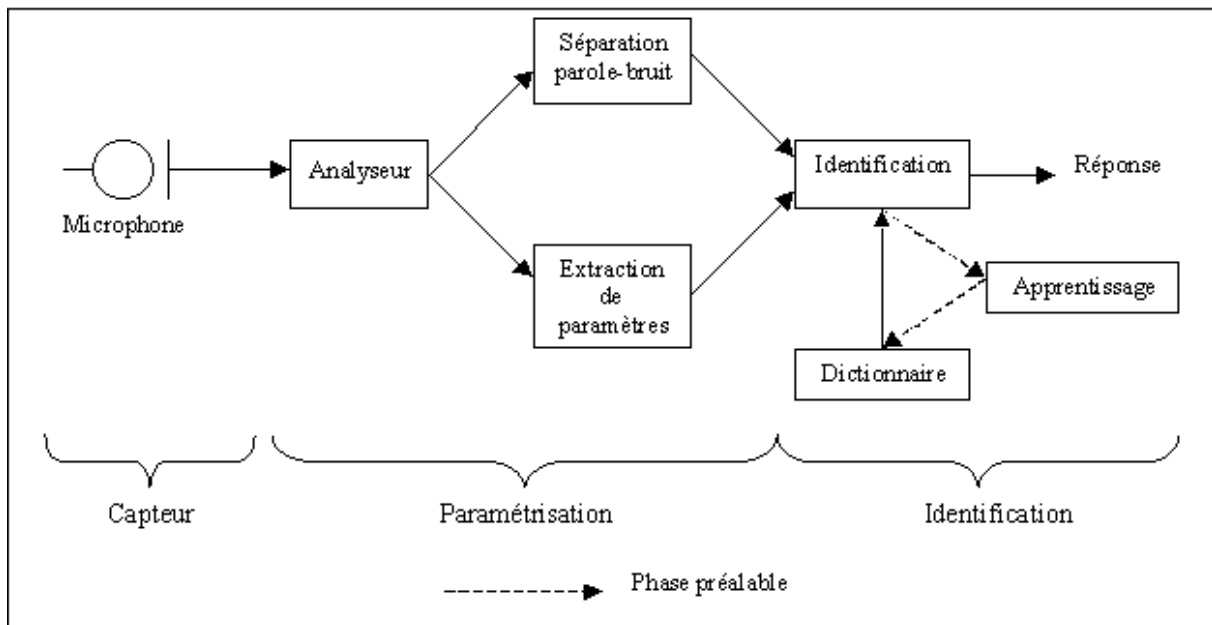 Séparation
parole-bruit
Analyseur
Identification
Réponse
Microphone
Extraction
de
paramètres
Apprentissage
Dictionnaire
Capteur
Paramétrisation
Identification
Phase préalable